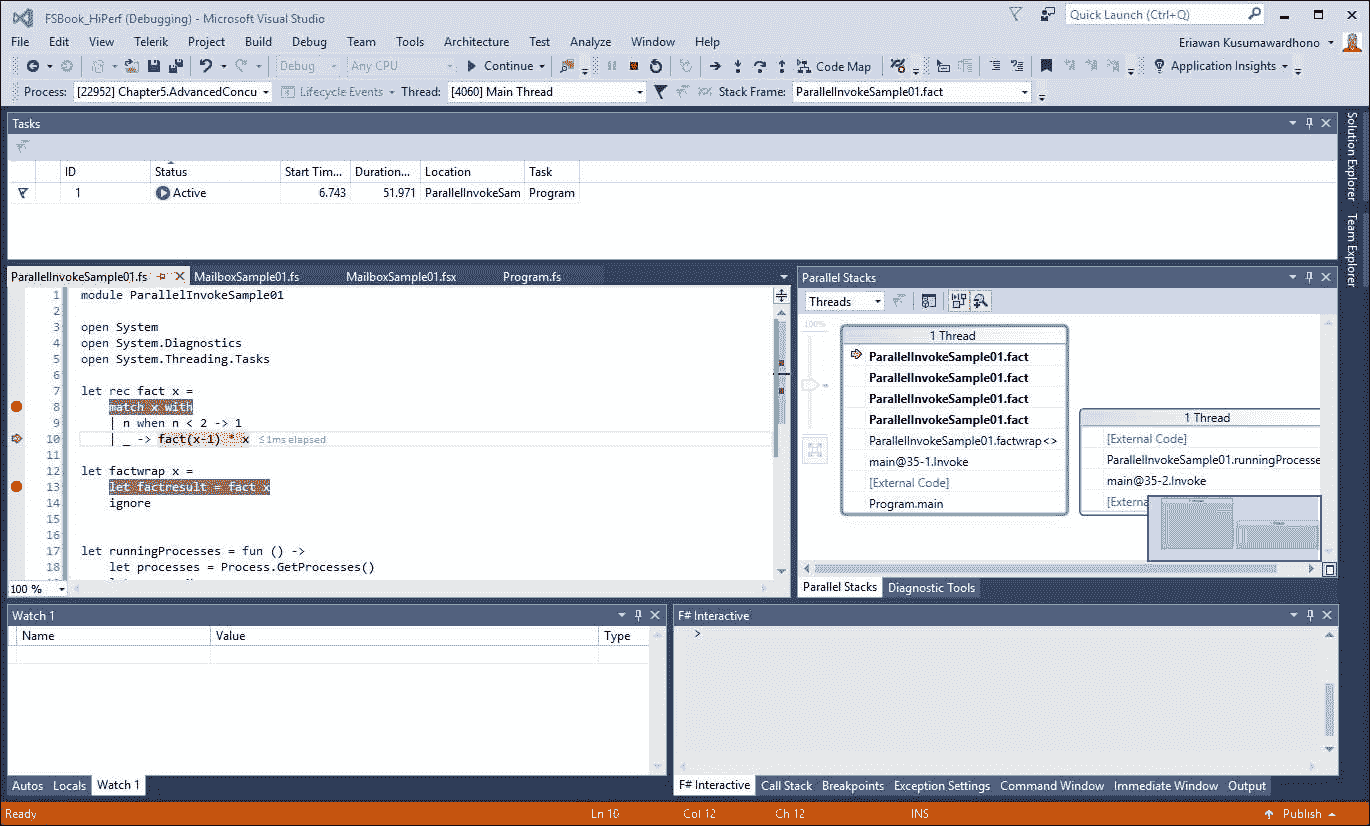 FSBook_HiPerf (Debugging) - Microsoft Visual Studio
Quick Launch (Ctrl+Q)
File Edit View Telerik Project Build Debug Team Tools Architecture Test Analyze Window Help
Eriawan Kusumawardhono
Debug Any CPU Continue Code Map Application Insights
Process: [22952] Chapter5.AdvancedConcu Lifecycle Events Thread: [4060] Main Thread Stack Frame: ParallelInvokeSample01.fact
Tasks
ID Status Start Tim... Duration... Location Task
1 Active 6.743 51.971 ParallelInvokeSam Program
Solution Explorer
Team Explorer
ParallelInvokeSample01.fs MailboxSample01.fs MailboxSample01.fsx Program.fs
1 module ParallelInvokeSample01
2
3 open System
4 open System.Diagnostics
5 open System.Threading.Tasks
6
7 let rec fact x =
8 match x with
9 | n when n < 2 -> 1
10 | _ -> fact(x-1) * x ≤1ms elapsed
11
12 let factwrap x =
13 let factresult = fact x
14 ignore
15
16
17 let runningProcesses = fun () ->
18 let processes = Process.GetProcesses()
100 %
Parallel Stacks
Threads
100%
1 Thread
ParallelInvokeSample01.fact
ParallelInvokeSample01.fact
ParallelInvokeSample01.fact
ParallelInvokeSample01.fact
ParallelInvokeSample01.factwrap<>
main@35-1.Invoke
[External Code]
Program.main
1 Thread
[External Code]
ParallelInvokeSample01.runningProcesse
main@35-2.Invoke
[Externa
Parallel Stacks Diagnostic Tools
Watch 1
Name Value Type
Autos Locals Watch 1
F# Interactive
>
F# Interactive Call Stack Breakpoints Exception Settings Command Window Immediate Window Output
Ready Ln 10 Col 12 Ch 12 INS Publish